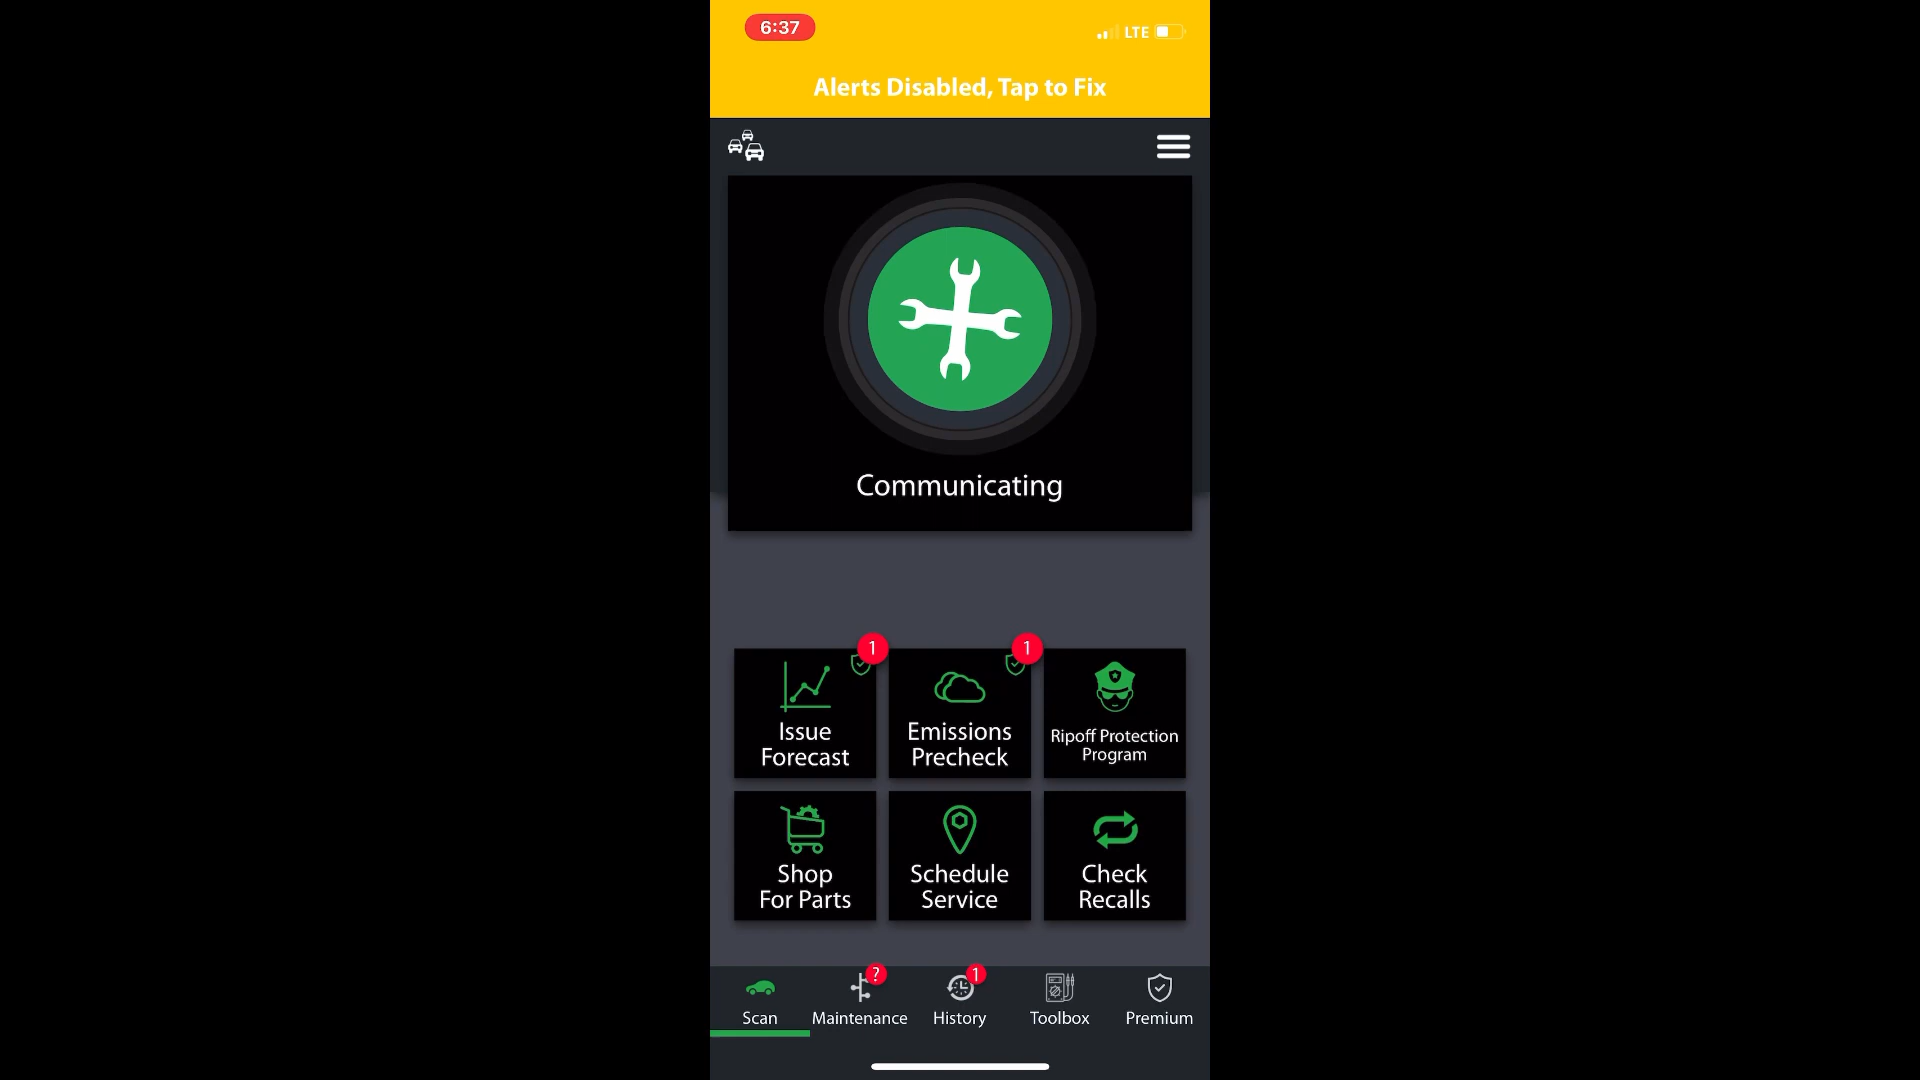 6:37
LTE
Alerts Disabled, Tap to Fix
Communicating
1
1
Issue
Forecast
Emissions
Precheck
Ripoff Protection
Program
Shop
For Parts
Schedule
Service
Check
Recalls
?
1
Scan
Maintenance
History
Toolbox
Premium